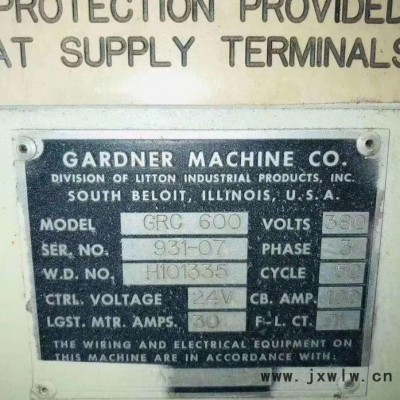 PROTECTION PROVIDED
AT SUPPLY TERMINALS
GARDNER MACHINE CO.
DIVISION OF LITTON INDUSTRIAL PRODUCTS, INC.
SOUTH BELOIT, ILLINOIS, U.S.A.
MODEL GRC 600 VOLTS 380
SER. NO. 931-07 PHASE 3
W.D. NO. H101335 CYCLE 50
CTRL. VOLTAGE 24V CB. AMP.
LGST. MTR. AMPS. 30 F-L. CT.
THE WIRING AND ELECTRICAL EQUIPMENT ON
THIS MACHINE ARE IN ACCORDANCE WITH:
www.jxwlw.cn